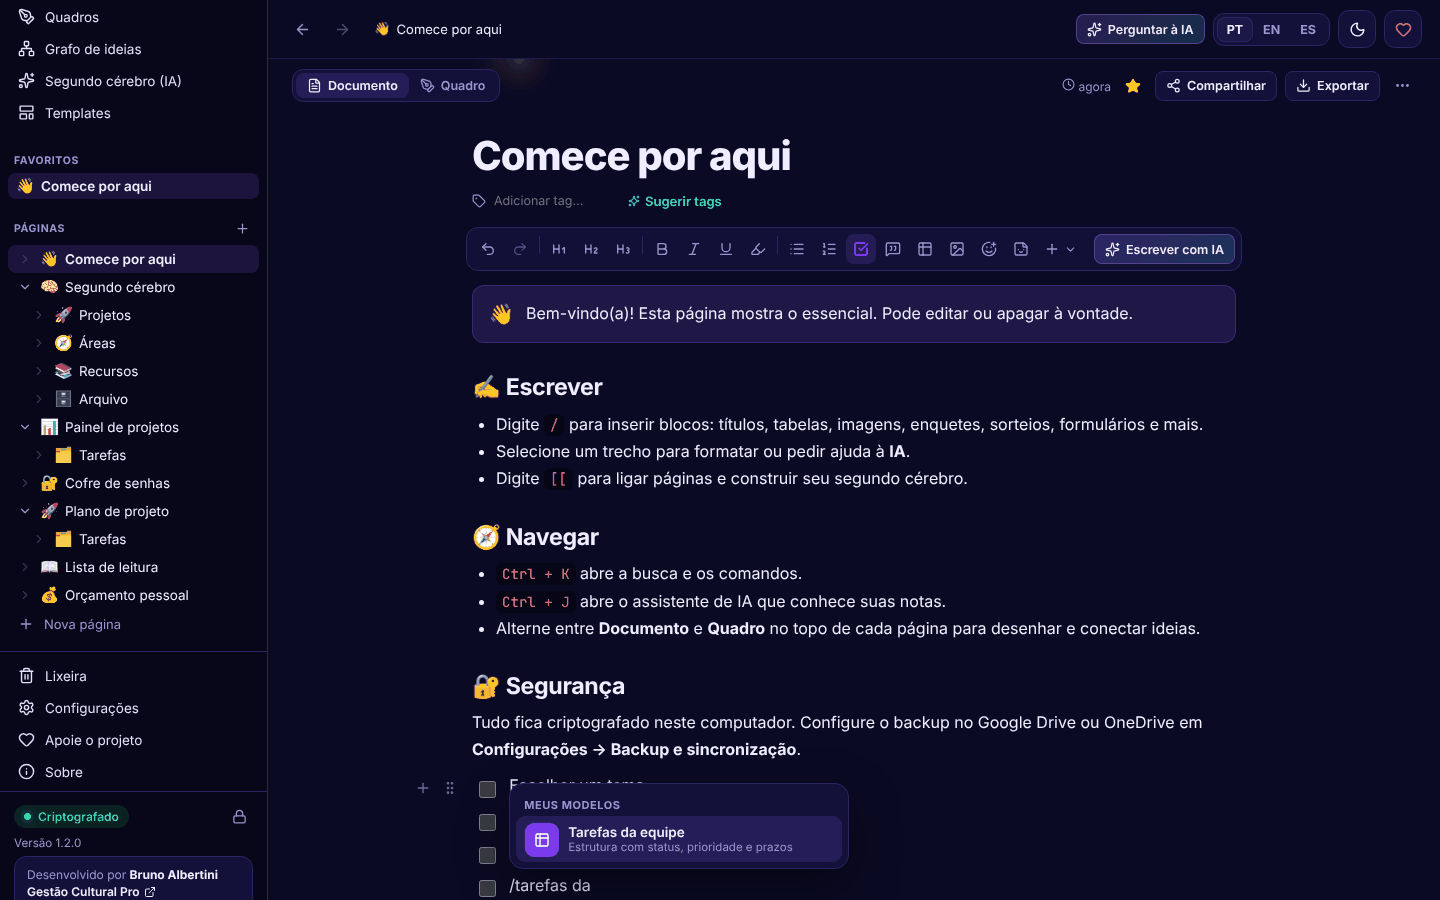 Quadros
Grafo de ideias
Segundo cérebro (IA)
Templates
FAVORITOS
👋 Comece por aqui
PÁGINAS
👋 Comece por aqui
🧠 Segundo cérebro
🚀 Projetos
🧭 Áreas
📚 Recursos
🗄️ Arquivo
📊 Painel de projetos
🗂️ Tarefas
🔐 Cofre de senhas
🚀 Plano de projeto
🗂️ Tarefas
📖 Lista de leitura
💰 Orçamento pessoal
+ Nova página
Lixeira
Configurações
Apoie o projeto
Sobre
Criptografado
Versão 1.2.0
Desenvolvido por Bruno Albertini
Gestão Cultural Pro
👋 Comece por aqui
Perguntar à IA
PT EN ES
Documento Quadro
agora
Compartilhar
Exportar
Comece por aqui
Adicionar tag...
Sugerir tags
H1 H2 H3 B I U
Escrever com IA
👋 Bem-vindo(a)! Esta página mostra o essencial. Pode editar ou apagar à vontade.
✍️ Escrever
• Digite / para inserir blocos: títulos, tabelas, imagens, enquetes, sorteios, formulários e mais.
• Selecione um trecho para formatar ou pedir ajuda à IA.
• Digite [[ para ligar páginas e construir seu segundo cérebro.
🧭 Navegar
• Ctrl + K abre a busca e os comandos.
• Ctrl + J abre o assistente de IA que conhece suas notas.
• Alterne entre Documento e Quadro no topo de cada página para desenhar e conectar ideias.
🔐 Segurança
Tudo fica criptografado neste computador. Configure o backup no Google Drive ou OneDrive em
Configurações → Backup e sincronização.
Escolher um tema
MEUS MODELOS
Tarefas da equipe
Estrutura com status, prioridade e prazos
/tarefas da